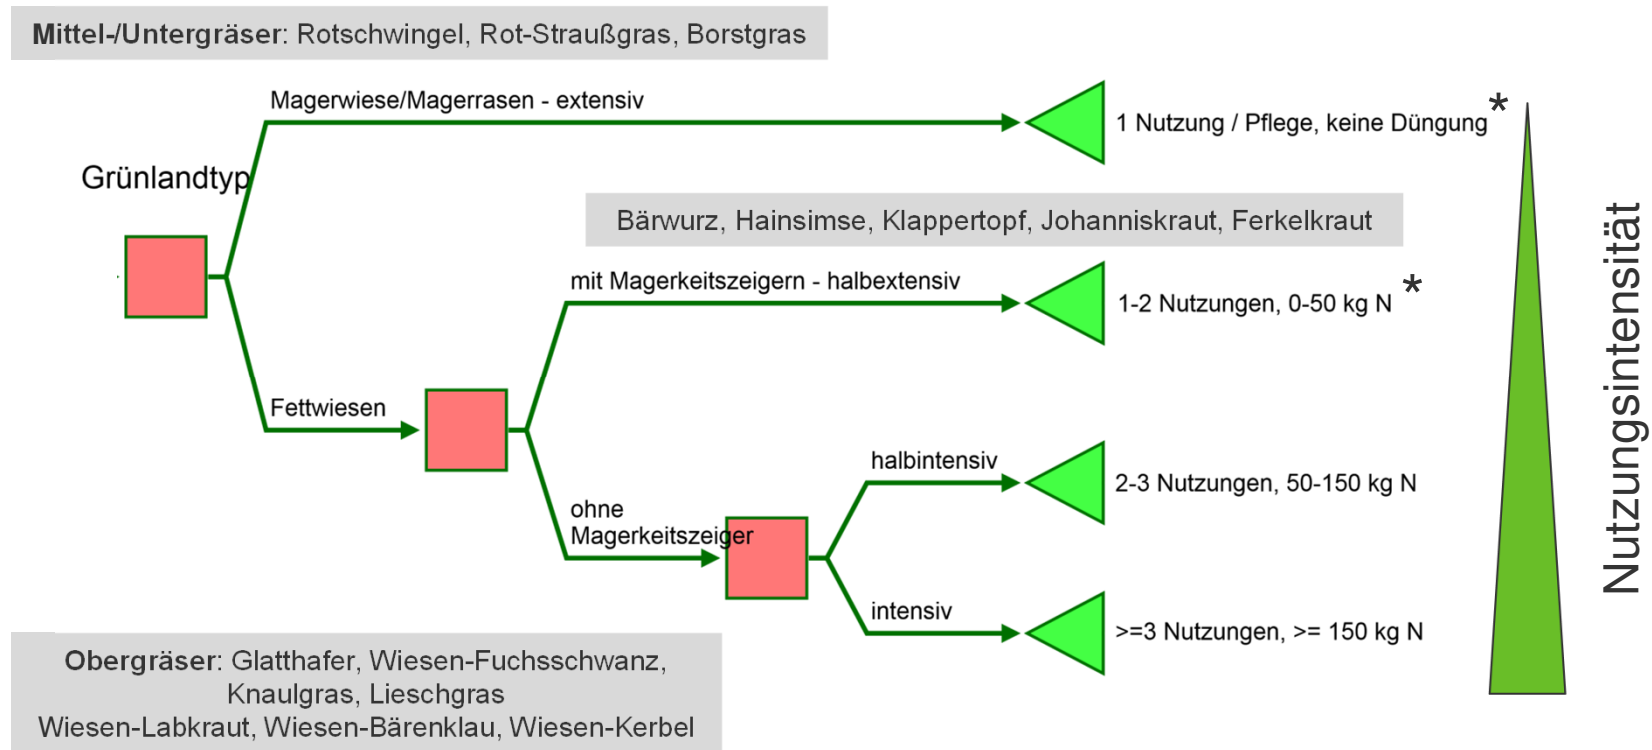 Mittel-/Untergräser: Rotschwingel, Rot-Straußgras, Borstgras
Magerwiese/Magerrasen - extensiv
1 Nutzung / Pflege, keine Düngung*
Grünlandtyp
Bärwurz, Hainsimse, Klappertopf, Johanniskraut, Ferkelkraut
mit Magerkeitszeigern - halbextensiv
1-2 Nutzungen, 0-50 kg N *
Fettwiesen
halbintensiv
2-3 Nutzungen, 50-150 kg N
ohne
Magerkeitszeiger
intensiv
>=3 Nutzungen, >= 150 kg N
Obergräser: Glatthafer, Wiesen-Fuchsschwanz,
Knaulgras, Lieschgras
Wiesen-Labkraut, Wiesen-Bärenklau, Wiesen-Kerbel
Nutzungsintensität